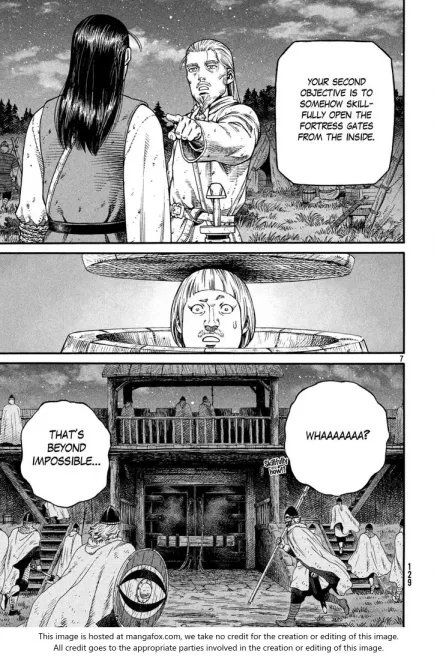 YOUR SECOND
OBJECTIVE IS TO
SOMEHOW SKILL-
FULLY OPEN THE
FORTRESS GATES
FROM THE INSIDE.
7
WHAAAAAAA?
Skillfully
how!?
THAT'S
BEYOND
IMPOSSIBLE...
129
This image is hosted at mangafox.com, we take no credit for the creation or editing of this image.
All credit goes to the appropriate parties involved in the creation or editing of this image.